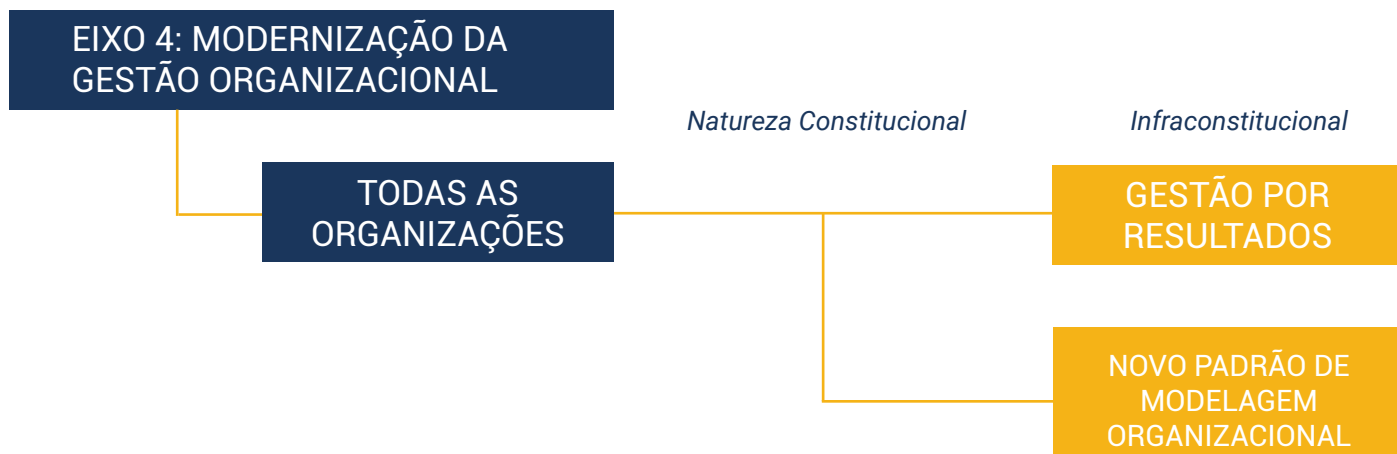 EIXO 4: MODERNIZAÇÃO DA
GESTÃO ORGANIZACIONAL
Natureza Constitucional
Infraconstitucional
TODAS AS
ORGANIZAÇÕES
GESTÃO POR
RESULTADOS
NOVO PADRÃO DE
MODELAGEM
ORGANIZACIONAL